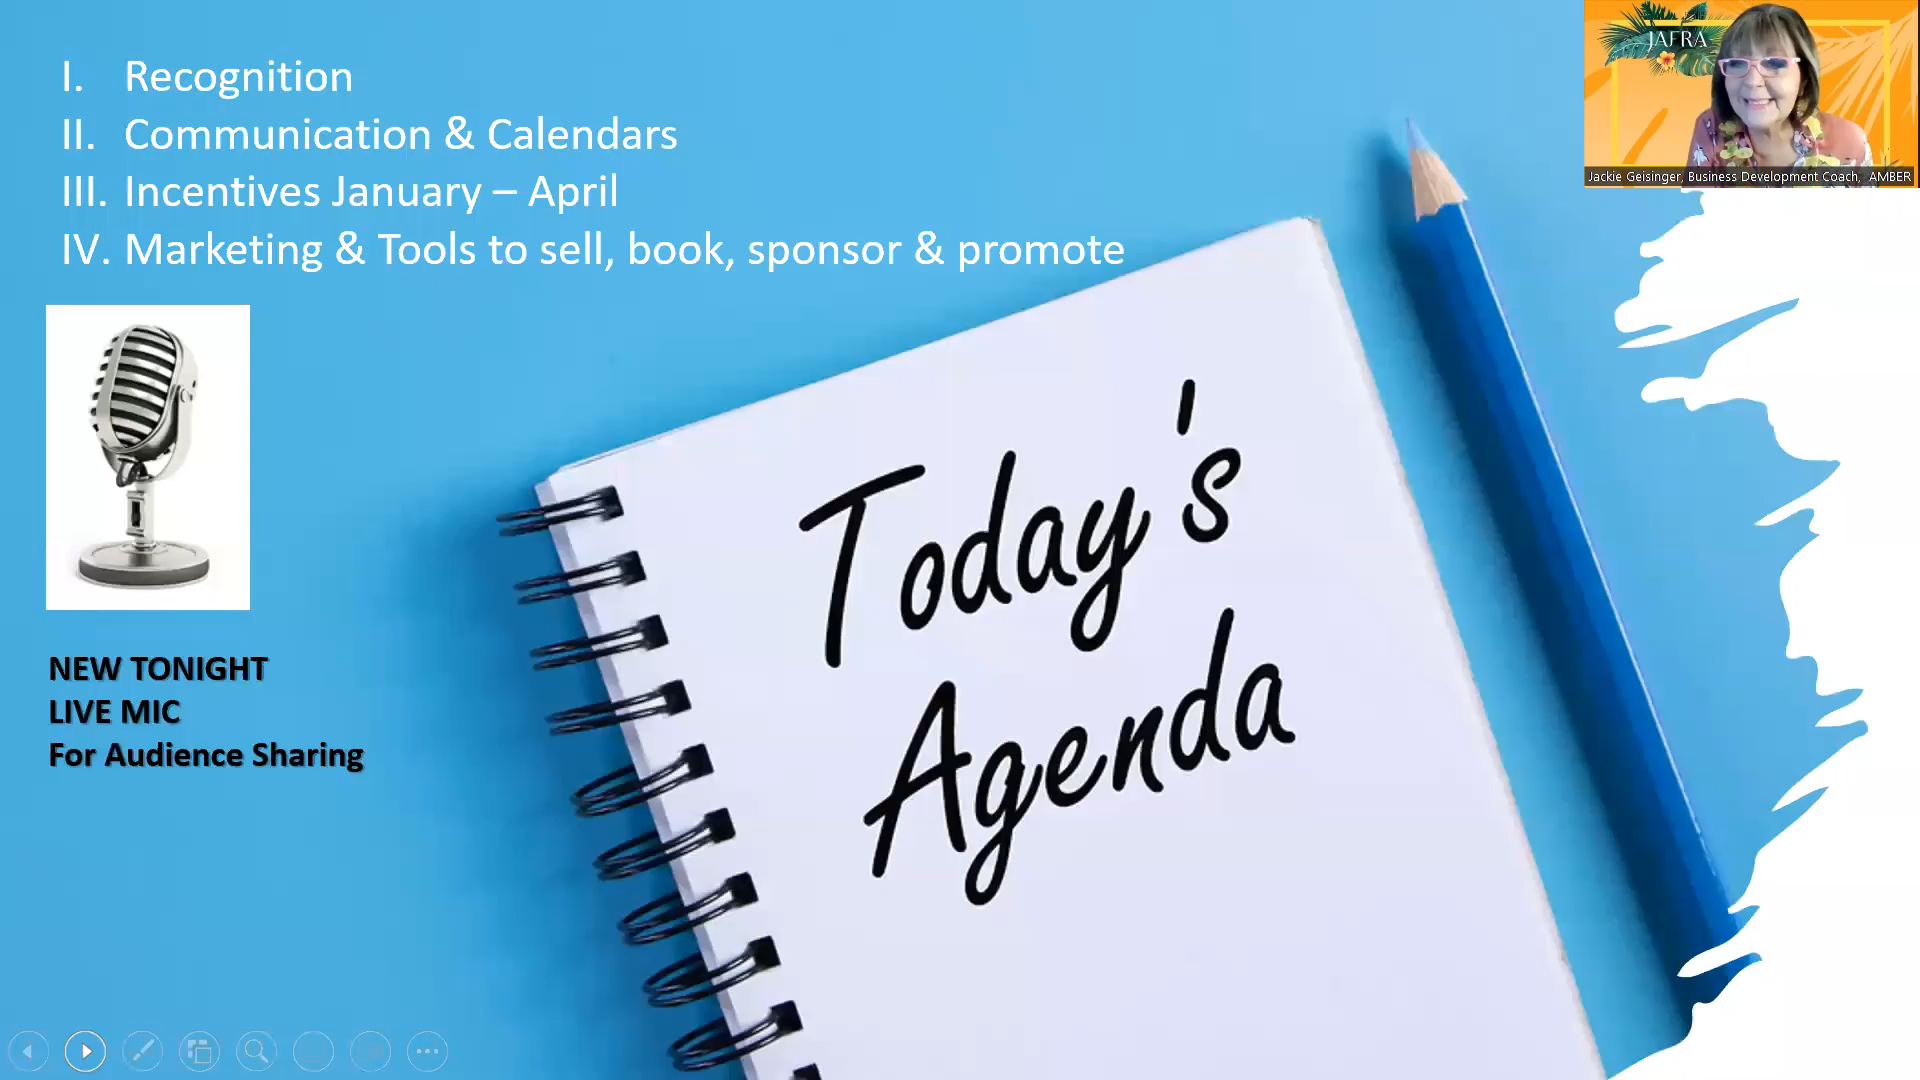 I. Recognition
II. Communication & Calendars
III. Incentives January – April
IV. Marketing & Tools to sell, book, sponsor & promote
JAFRA
Jackie Geisinger, Business Development Coach, AMBER
Today's
Agenda
NEW TONIGHT
LIVE MIC
For Audience Sharing